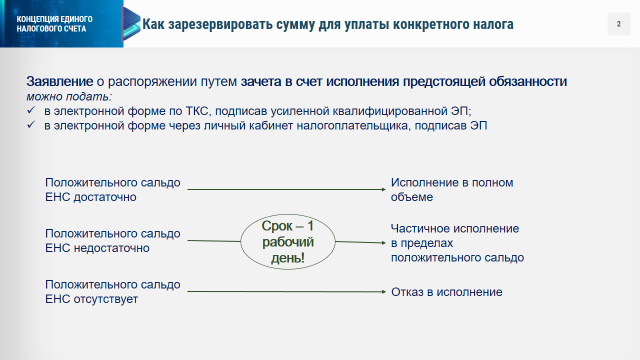 КОНЦЕПЦИЯ ЕДИНОГО
НАЛОГОВОГО СЧЕТА
Как зарезервировать сумму для уплаты конкретного налога
2
Заявление о распоряжении путем зачета в счет исполнения предстоящей обязанности
можно подать:
✓ в электронной форме по ТКС, подписав усиленной квалифицированной ЭП;
✓ в электронной форме через личный кабинет налогоплательщика, подписав ЭП
Положительного сальдо
ЕНС достаточно
Исполнение в полном
объеме
Положительного сальдо
ЕНС недостаточно
Срок – 1
рабочий
день!
Частичное исполнение
в пределах
положительного сальдо
Положительного сальдо
ЕНС отсутствует
Отказ в исполнение